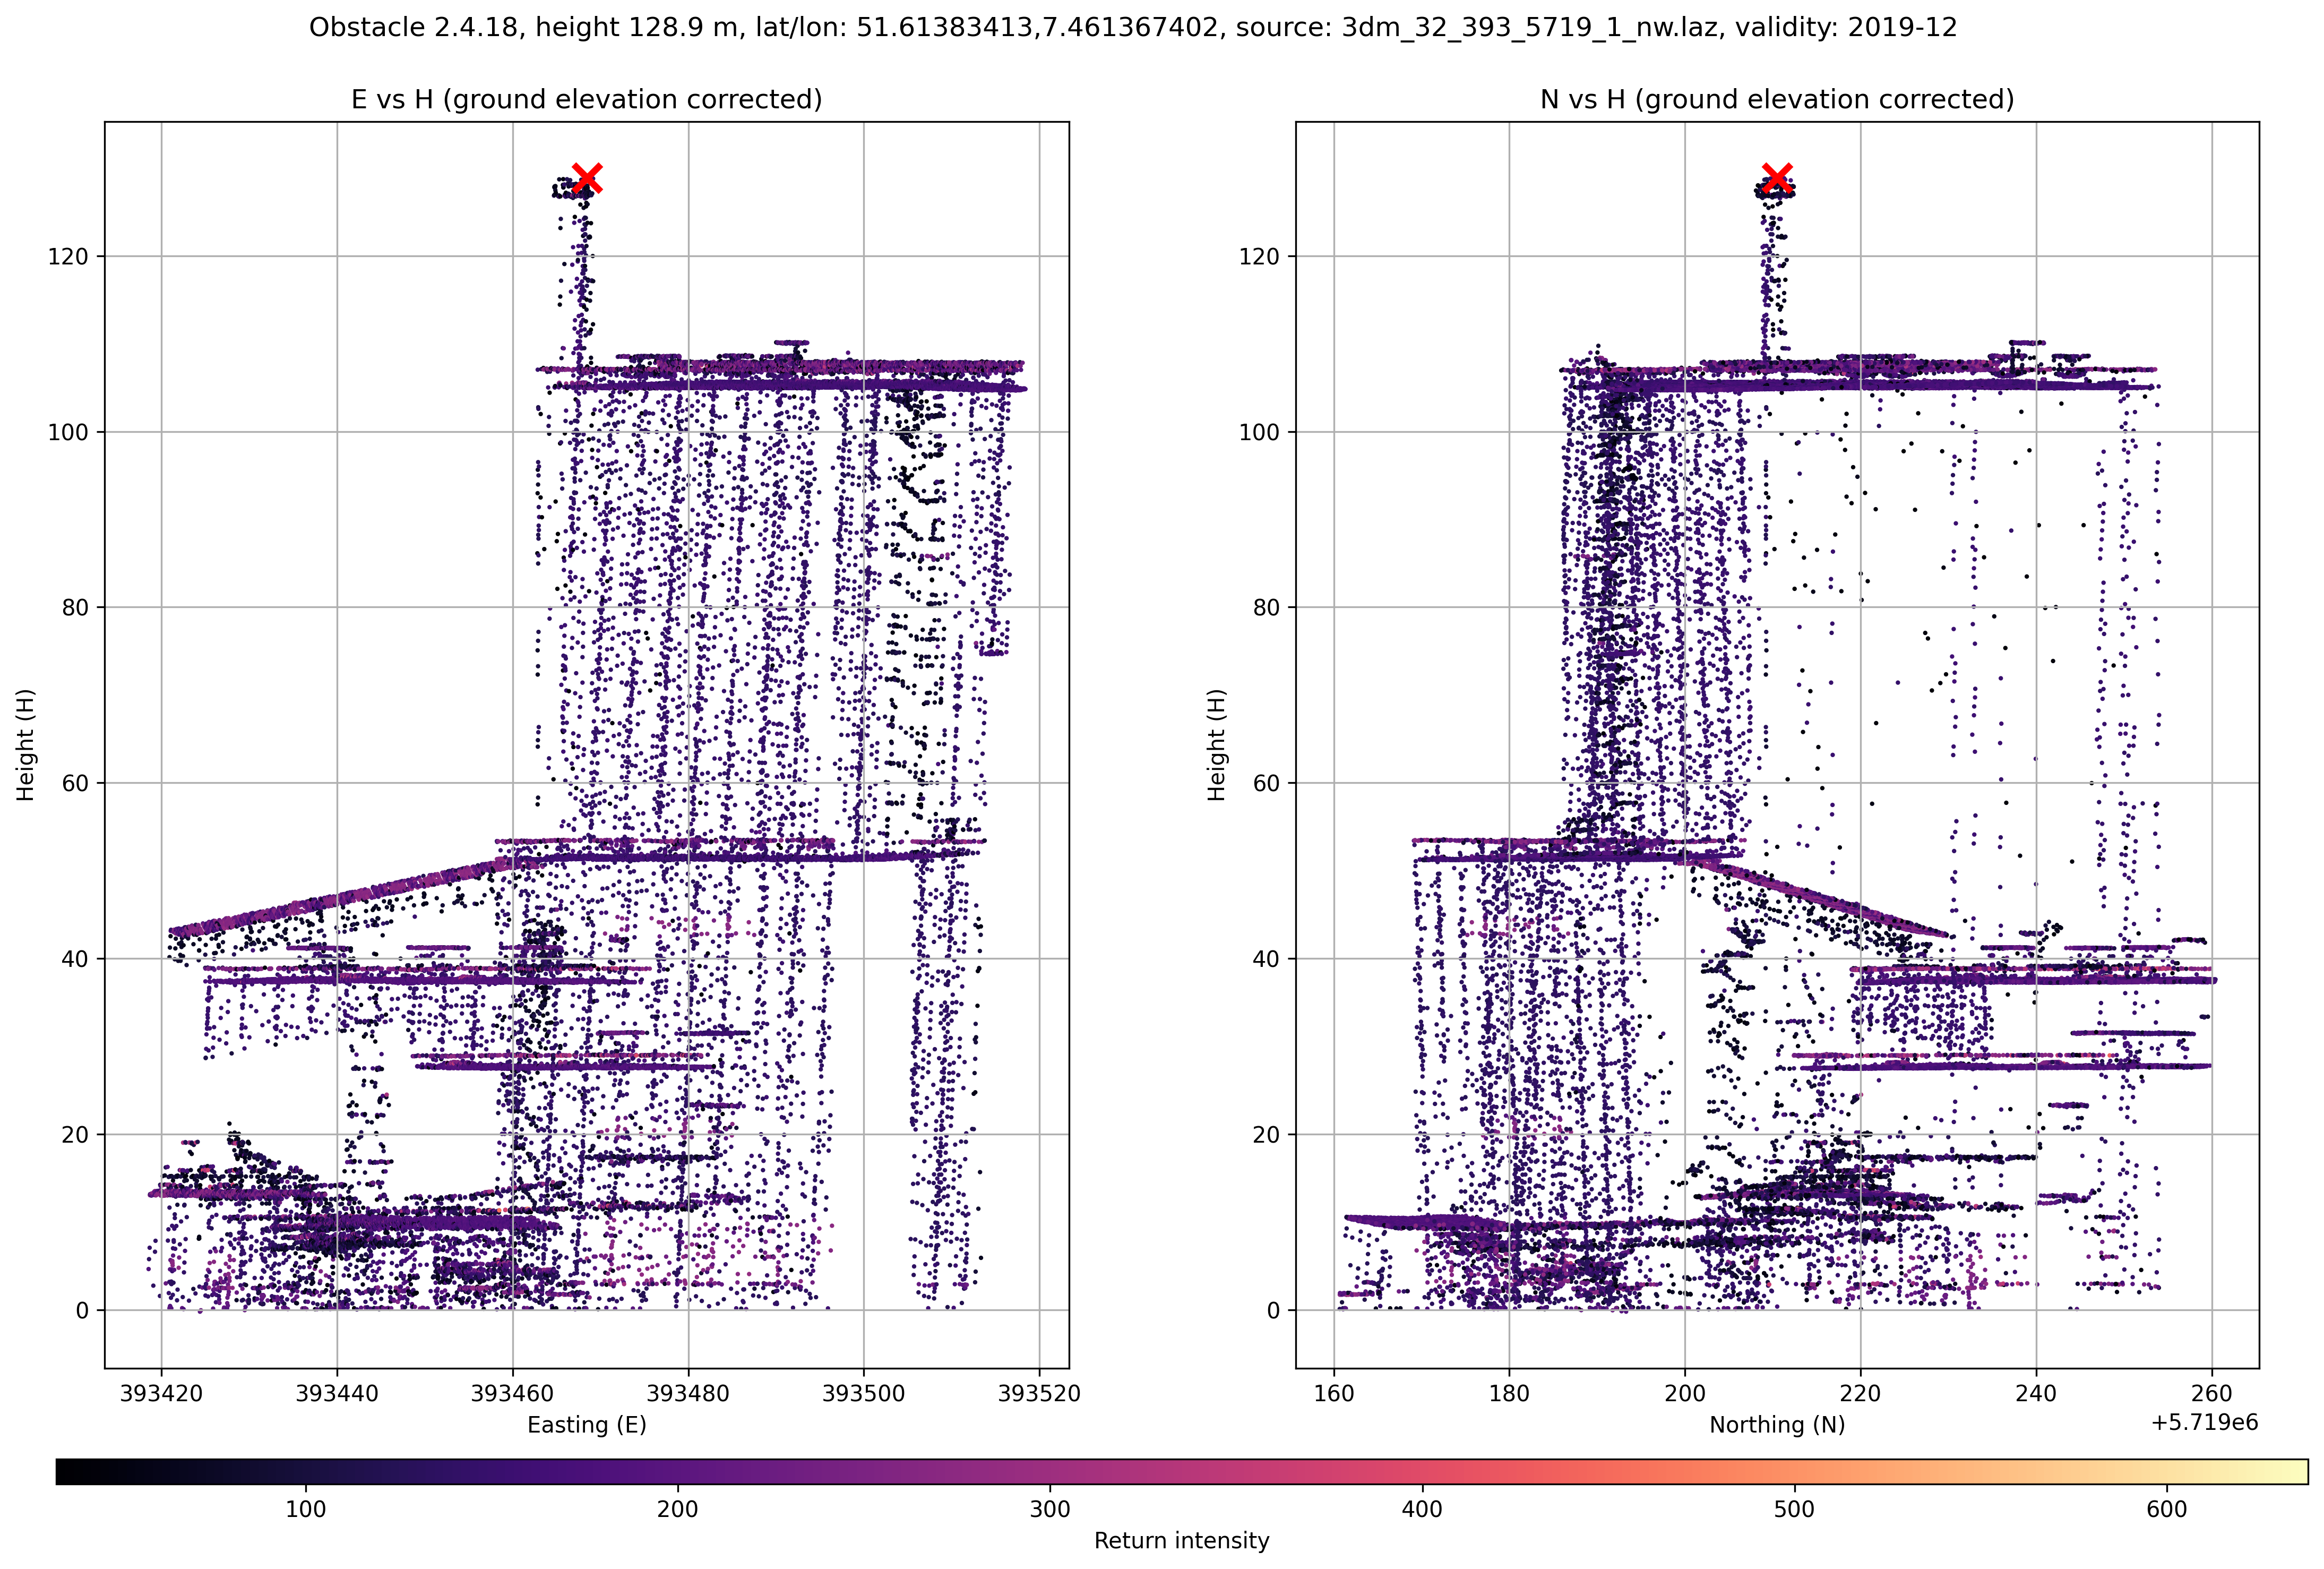 Obstacle 2.4.18, height 128.9 m, lat/lon: 51.61383413,7.461367402, source: 3dm_32_393_5719_1_nw.laz, validity: 2019-12
E vs H (ground elevation corrected)
120
100
80
60
40
20
0
Height (H)
393420 393440 393460 393480 393500 393520
Easting (E)
N vs H (ground elevation corrected)
120
100
80
60
40
20
0
Height (H)
160 180 200 220 240 260
+5.719e6
Northing (N)
100 200 300 400 500 600
Return intensity